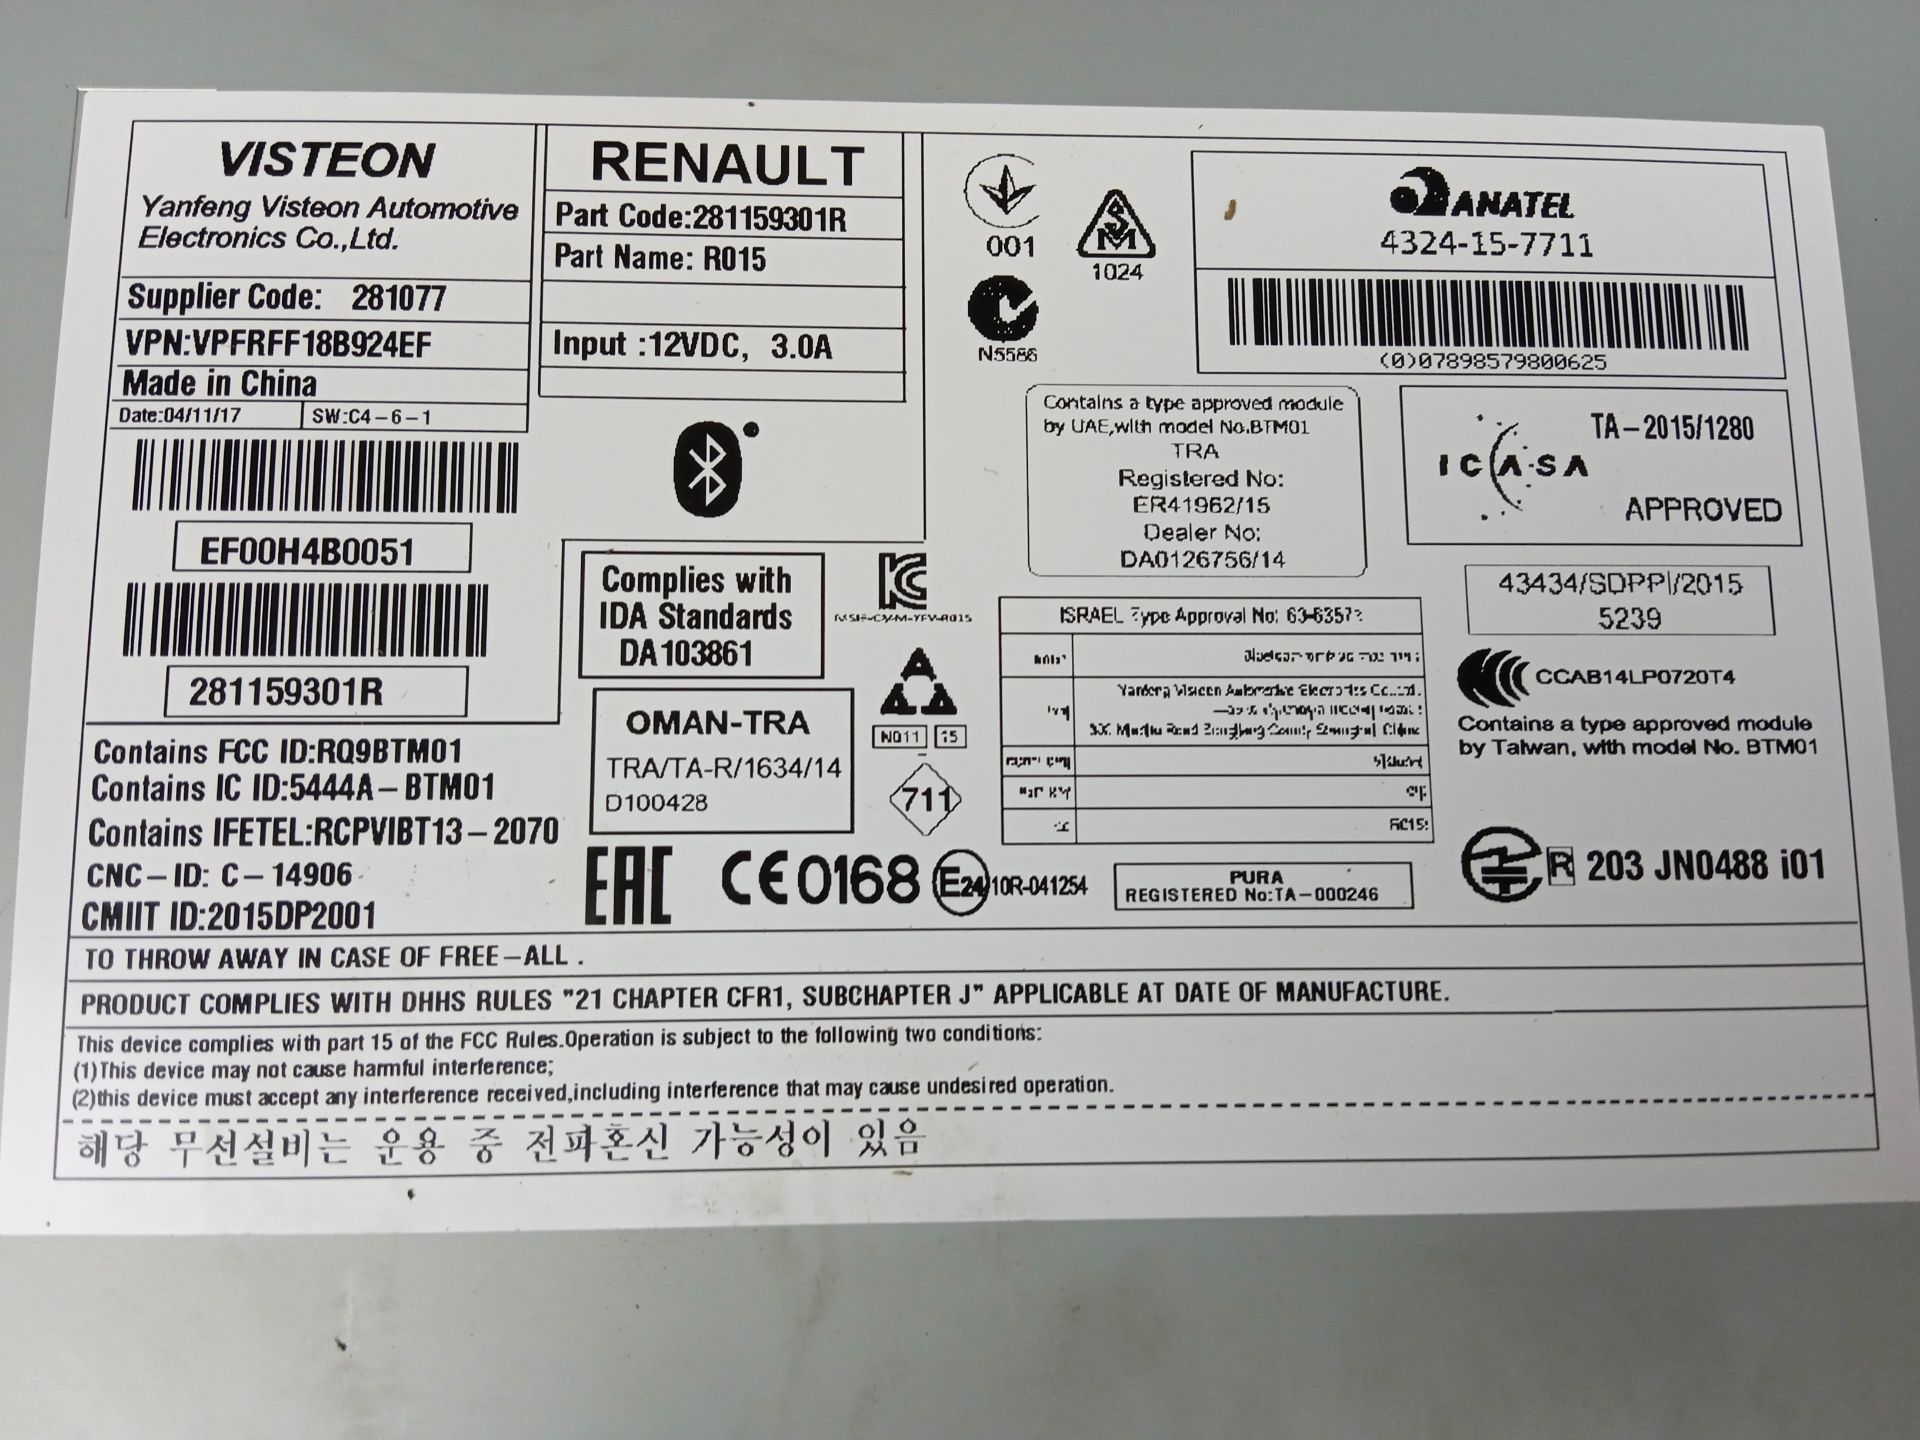 VISTEON
Yanfeng Visteon Automotive
Electronics Co.,Ltd.
Supplier Code: 281077
VPN:VPFRFF18B924EF
Made in China
Date:04/11/17 SW:C4-6-1
EF00H4B0051
281159301R
RENAULT
Part Code:281159301R
Part Name: R015
Input :12VDC, 3.0A
001
SM
1024
N5586
ANATEL
4324-15-7711
(0)07898579800625
Contains a type approved module
by UAE,with model No.BTM01
TRA
Registered No:
ER41962/15
Dealer No:
DA0126756/14
ICASA
TA-2015/1280
APPROVED
43434/SDPPI/2015
5239
CCAB14LP0720T4
Contains a type approved module
by Taiwan, with model No. BTM01
Complies with
IDA Standards
DA103861
KC
OMAN-TRA
TRA/TA-R/1634/14
D100428
N011 15
711
ISRAEL Type Approval No:
Contains FCC ID:RQ9BTM01
Contains IC ID:5444A-BTM01
Contains IFETEL:RCPVIBT13-2070
CNC-ID: C-14906
CMIIT ID:2015DP2001
EAC
CE0168
E24 10R-041254
PURA
REGISTERED No:TA-000246
R 203 JN0488 i01
TO THROW AWAY IN CASE OF FREE-ALL .
PRODUCT COMPLIES WITH DHHS RULES "21 CHAPTER CFR1, SUBCHAPTER J" APPLICABLE AT DATE OF MANUFACTURE.
This device complies with part 15 of the FCC Rules.Operation is subject to the following two conditions:
(1)This device may not cause harmful interference;
(2)this device must accept any interference received,including interference that may cause undesired operation.
해당 무선설비는 운용 중 전파혼신 가능성이 있음